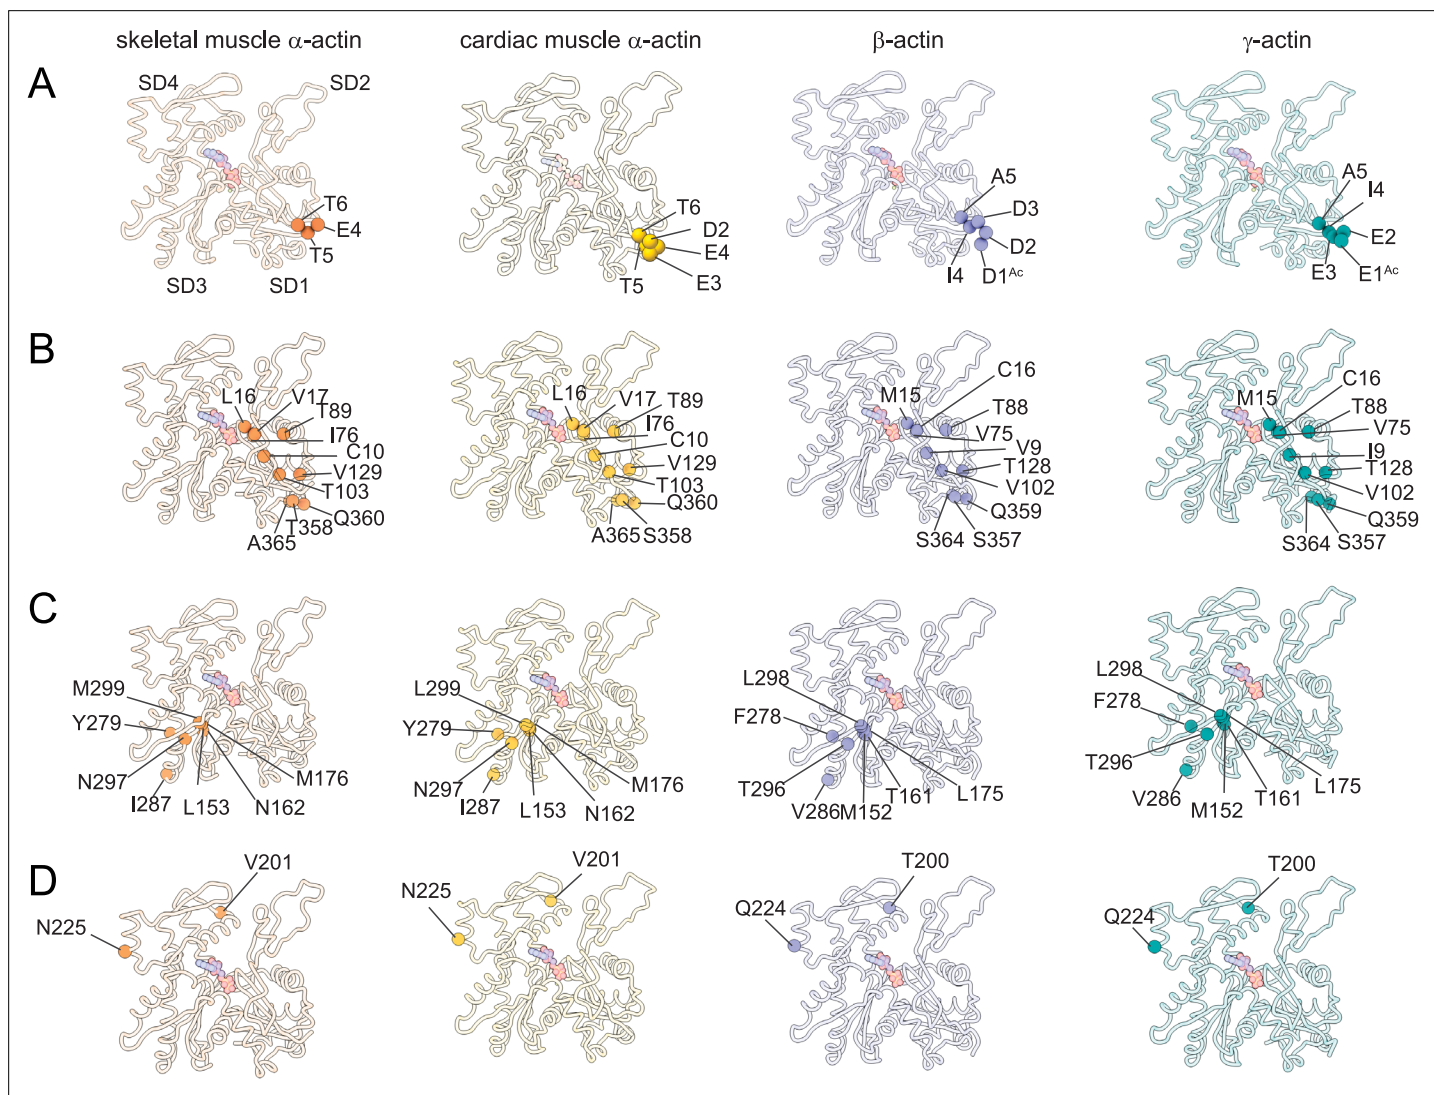 skeletal muscle α-actin
cardiac muscle α-actin
β-actin
γ-actin
A
SD4
SD2
SD3
SD1
T6
E4
T5
T6
D2
E4
T5
E3
A5
D3
D2
I4
D1Ac
A5
I4
E2
E3
E1Ac
B
L16
V17
T89
I76
C10
V129
T103
Q360
T358
A365
L16
V17
T89
I76
C10
V129
T103
Q360
A365
S358
C16
M15
T88
V75
V9
T128
V102
Q359
S364
S357
C16
M15
T88
V75
I9
T128
V102
Q359
S364
S357
C
M299
Y279
N297
I287
L153
N162
M176
L299
Y279
N297
I287
L153
N162
M176
L298
F278
T296
V286
M152
T161
L175
L298
F278
T296
V286
M152
T161
L175
D
V201
N225
V201
N225
T200
Q224
T200
Q224